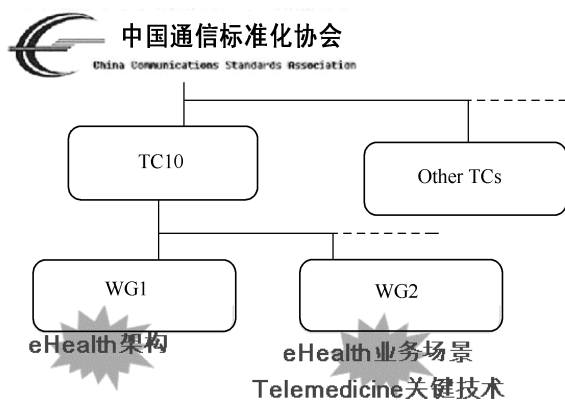 中国通信标准化协会
China Communications Standards Association
TC10
Other TCs
WG1
WG2
eHealth架构
eHealth业务场景
Telemedicine关键技术